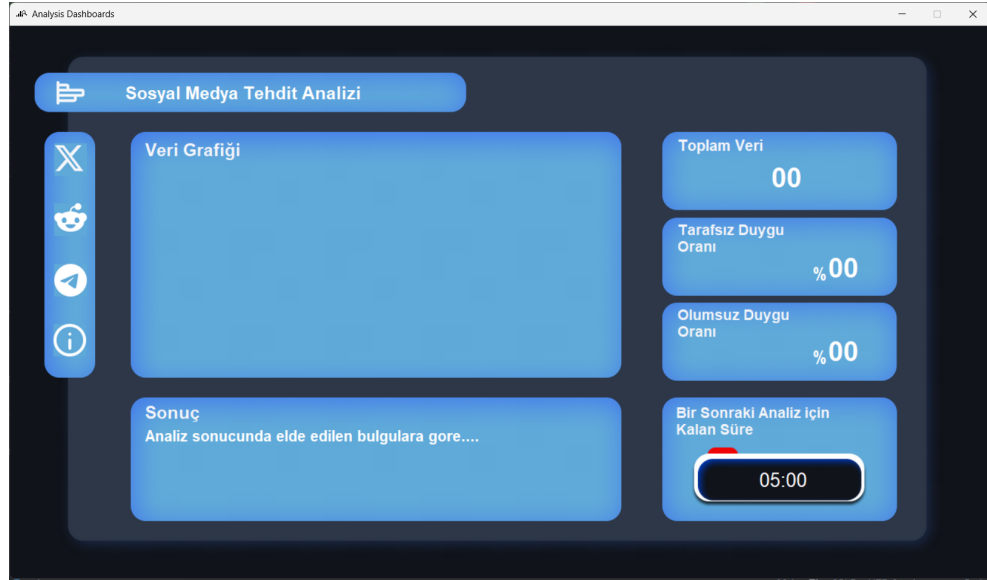 Analysis Dashboards
Sosyal Medya Tehdit Analizi
Veri Grafiği
Toplam Veri
00
Tarafsız Duygu
Oranı
%00
Olumsuz Duygu
Oranı
%00
Sonuç
Analiz sonucunda elde edilen bulgulara gore....
Bir Sonraki Analiz için
Kalan Süre
05:00